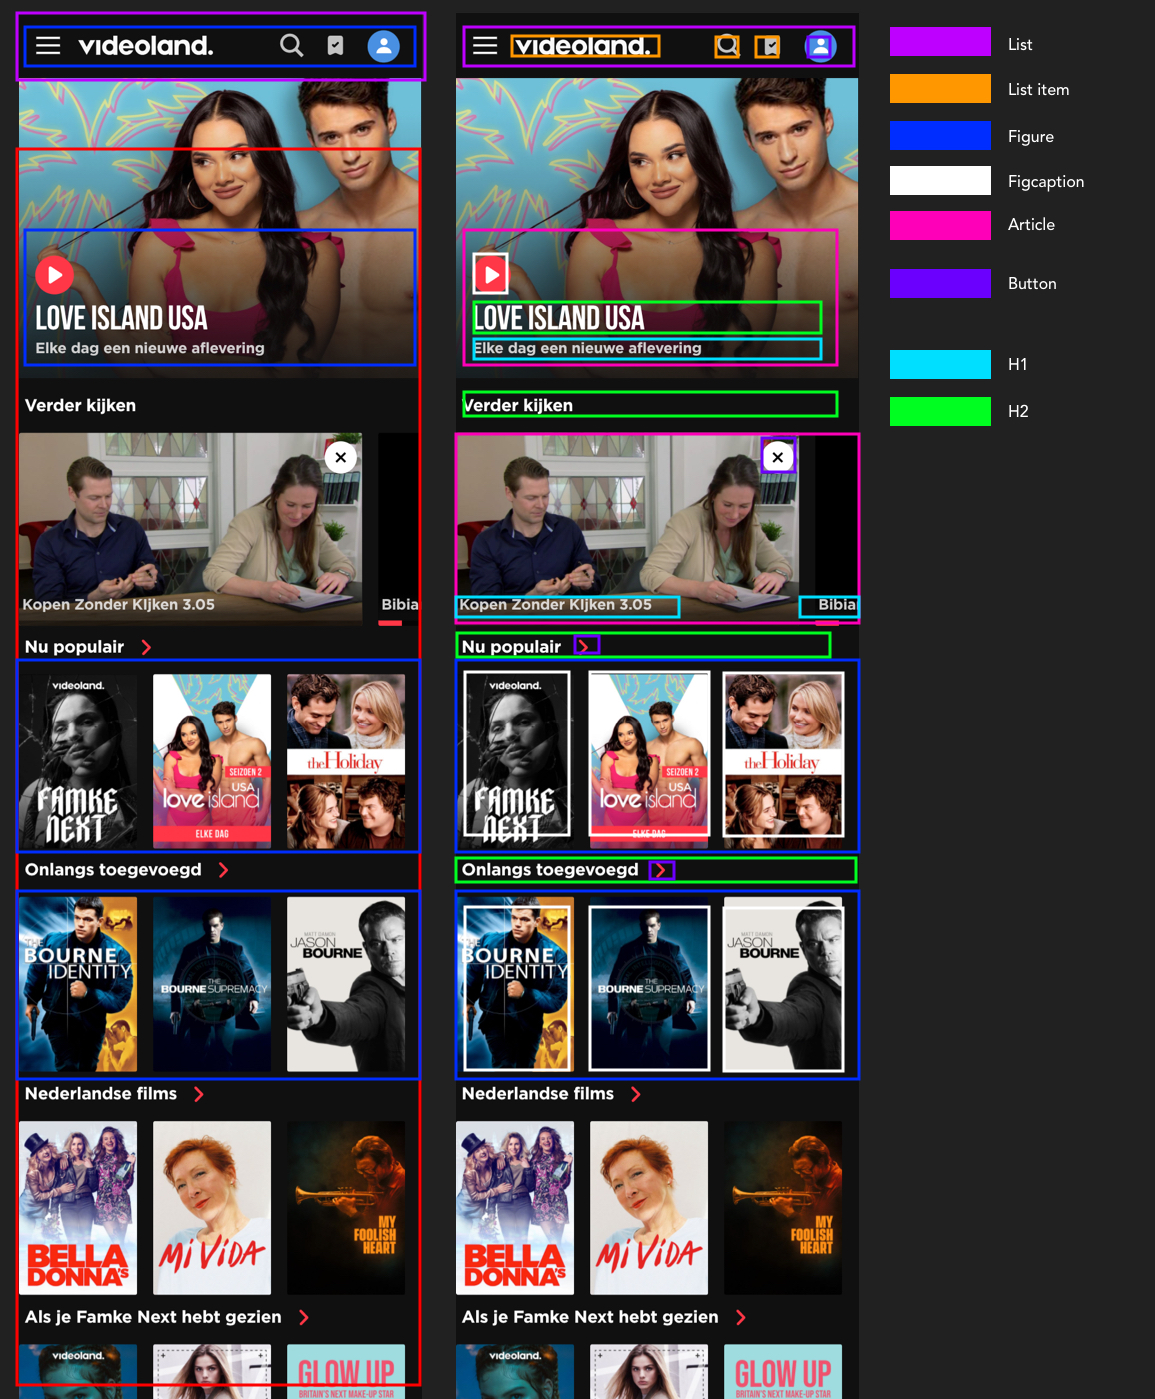 videoland.
LOVE ISLAND USA
Elke dag een nieuwe aflevering
Verder kijken
Kopen Zonder KIjken 3.05
Bibia
Nu populair
videoland.
FAMKE
NEXT
SEIZOEN 2
USA
love island
ELKE DAG
the Holiday
Onlangs toegevoegd
THE
BOURNE
IDENTITY
THE
BOURNE SUPREMACY
MATT DAMON
JASON
BOURNE
Nederlandse films
BELLA
DONNA'S
Mi ViDA
MY
FOOLISH
HEART
Als je Famke Next hebt gezien
videoland.
GLOW UP
BRITAIN'S NEXT MAKE-UP STAR
videoland.
LOVE ISLAND USA
Elke dag een nieuwe aflevering
Verder kijken
Kopen Zonder KIjken 3.05
Bibia
Nu populair
videoland.
FAMKE
NEXT
SEIZOEN 2
USA
love island
ELKE DAG
the Holiday
Onlangs toegevoegd
THE
BOURNE
IDENTITY
THE
BOURNE SUPREMACY
MATT DAMON
JASON
BOURNE
Nederlandse films
BELLA
DONNA'S
Mi ViDA
MY
FOOLISH
HEART
Als je Famke Next hebt gezien
videoland.
GLOW UP
BRITAIN'S NEXT MAKE-UP STAR
List
List item
Figure
Figcaption
Article
Button
H1
H2